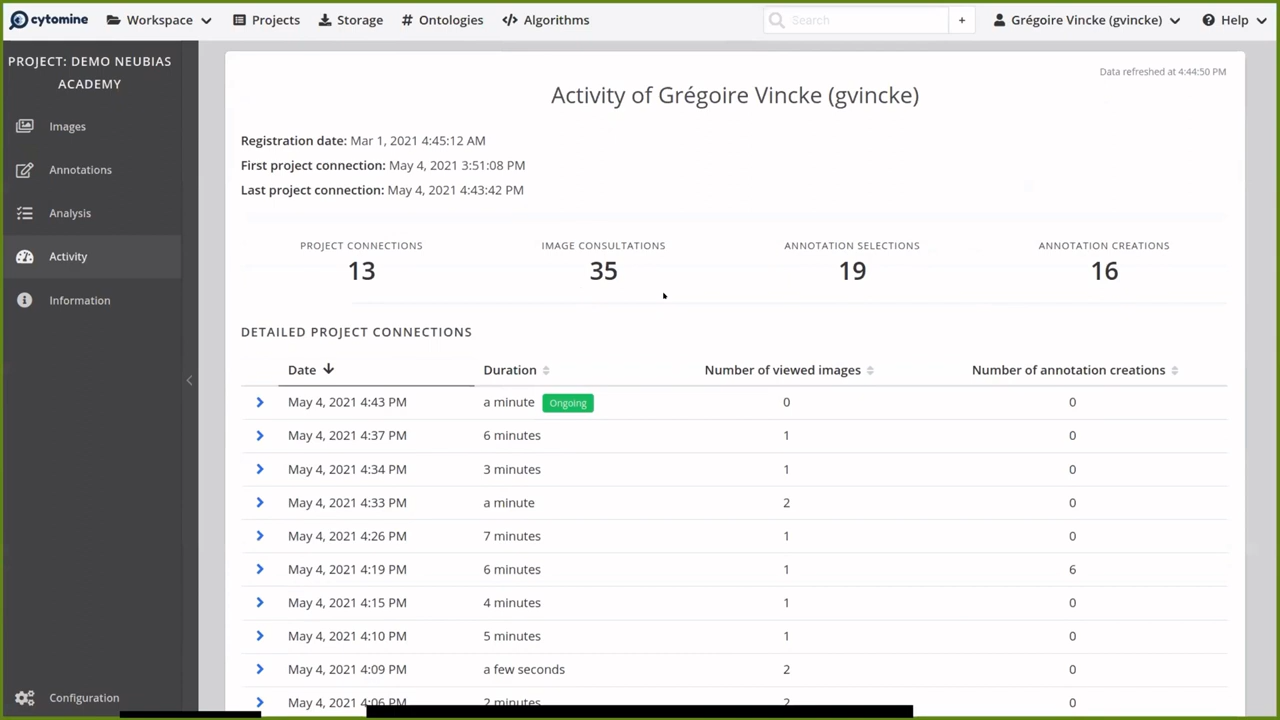 cytomine Workspace Projects Storage Ontologies Algorithms Search + Grégoire Vincke (gvincke) Help
PROJECT: DEMO NEUBIAS
ACADEMY
Images
Annotations
Analysis
Activity
Information
Configuration
Data refreshed at 4:44:50 PM
Activity of Grégoire Vincke (gvincke)
Registration date: Mar 1, 2021 4:45:12 AM
First project connection: May 4, 2021 3:51:08 PM
Last project connection: May 4, 2021 4:43:42 PM
PROJECT CONNECTIONS IMAGE CONSULTATIONS ANNOTATION SELECTIONS ANNOTATION CREATIONS
13 35 19 16
DETAILED PROJECT CONNECTIONS
Date Duration Number of viewed images Number of annotation creations
May 4, 2021 4:43 PM a minute Ongoing 0 0
May 4, 2021 4:37 PM 6 minutes 1 0
May 4, 2021 4:34 PM 3 minutes 1 0
May 4, 2021 4:33 PM a minute 2 0
May 4, 2021 4:26 PM 7 minutes 1 0
May 4, 2021 4:19 PM 6 minutes 1 6
May 4, 2021 4:15 PM 4 minutes 1 0
May 4, 2021 4:10 PM 5 minutes 1 0
May 4, 2021 4:09 PM a few seconds 2 0
May 4, 2021 4:06 PM 2 minutes 2 0